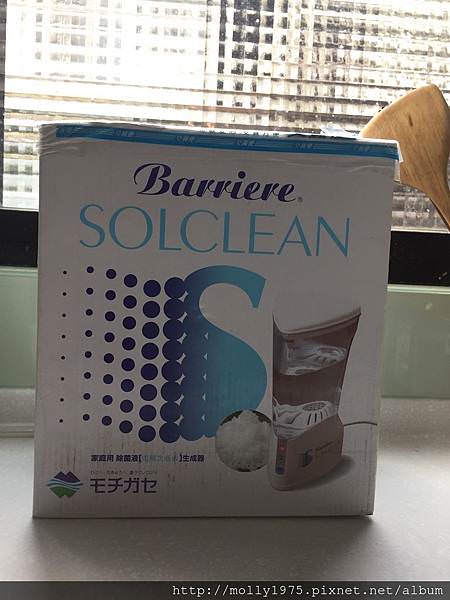 Barriere®
SOLCLEAN
S
家庭用 除菌液
生成器
モチガセ
http://molly1975.pixnet.net/album